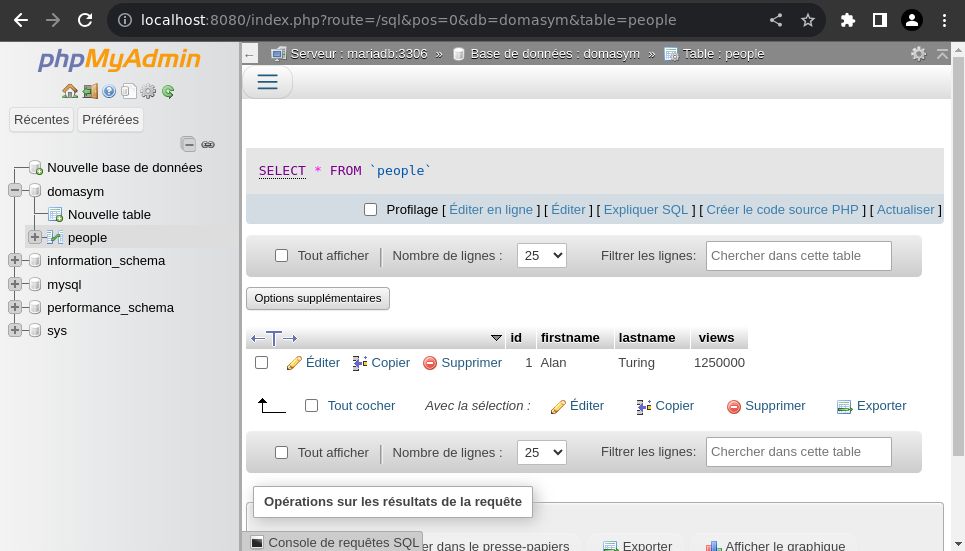 localhost:8080/index.php?route=/sql&pos=0&db=domasym&table=people
phpMyAdmin
Récentes Préférées
Nouvelle base de données
domasym
Nouvelle table
people
information_schema
mysql
performance_schema
sys
Serveur : mariadb:3306 » Base de données : domasym » Table : people
SELECT * FROM `people`
Profilage [ Éditer en ligne ] [ Éditer ] [ Expliquer SQL ] [ Créer le code source PHP ] [ Actualiser ]
Tout afficher Nombre de lignes : 25 Filtrer les lignes: Chercher dans cette table
Options supplémentaires
id firstname lastname views
Éditer Copier Supprimer 1 Alan Turing 1250000
Tout cocher Avec la sélection : Éditer Copier Supprimer Exporter
Tout afficher Nombre de lignes : 25 Filtrer les lignes: Chercher dans cette table
Opérations sur les résultats de la requête
Console de requêtes SQL er dans le presse-papiers Exporter Afficher le graphique